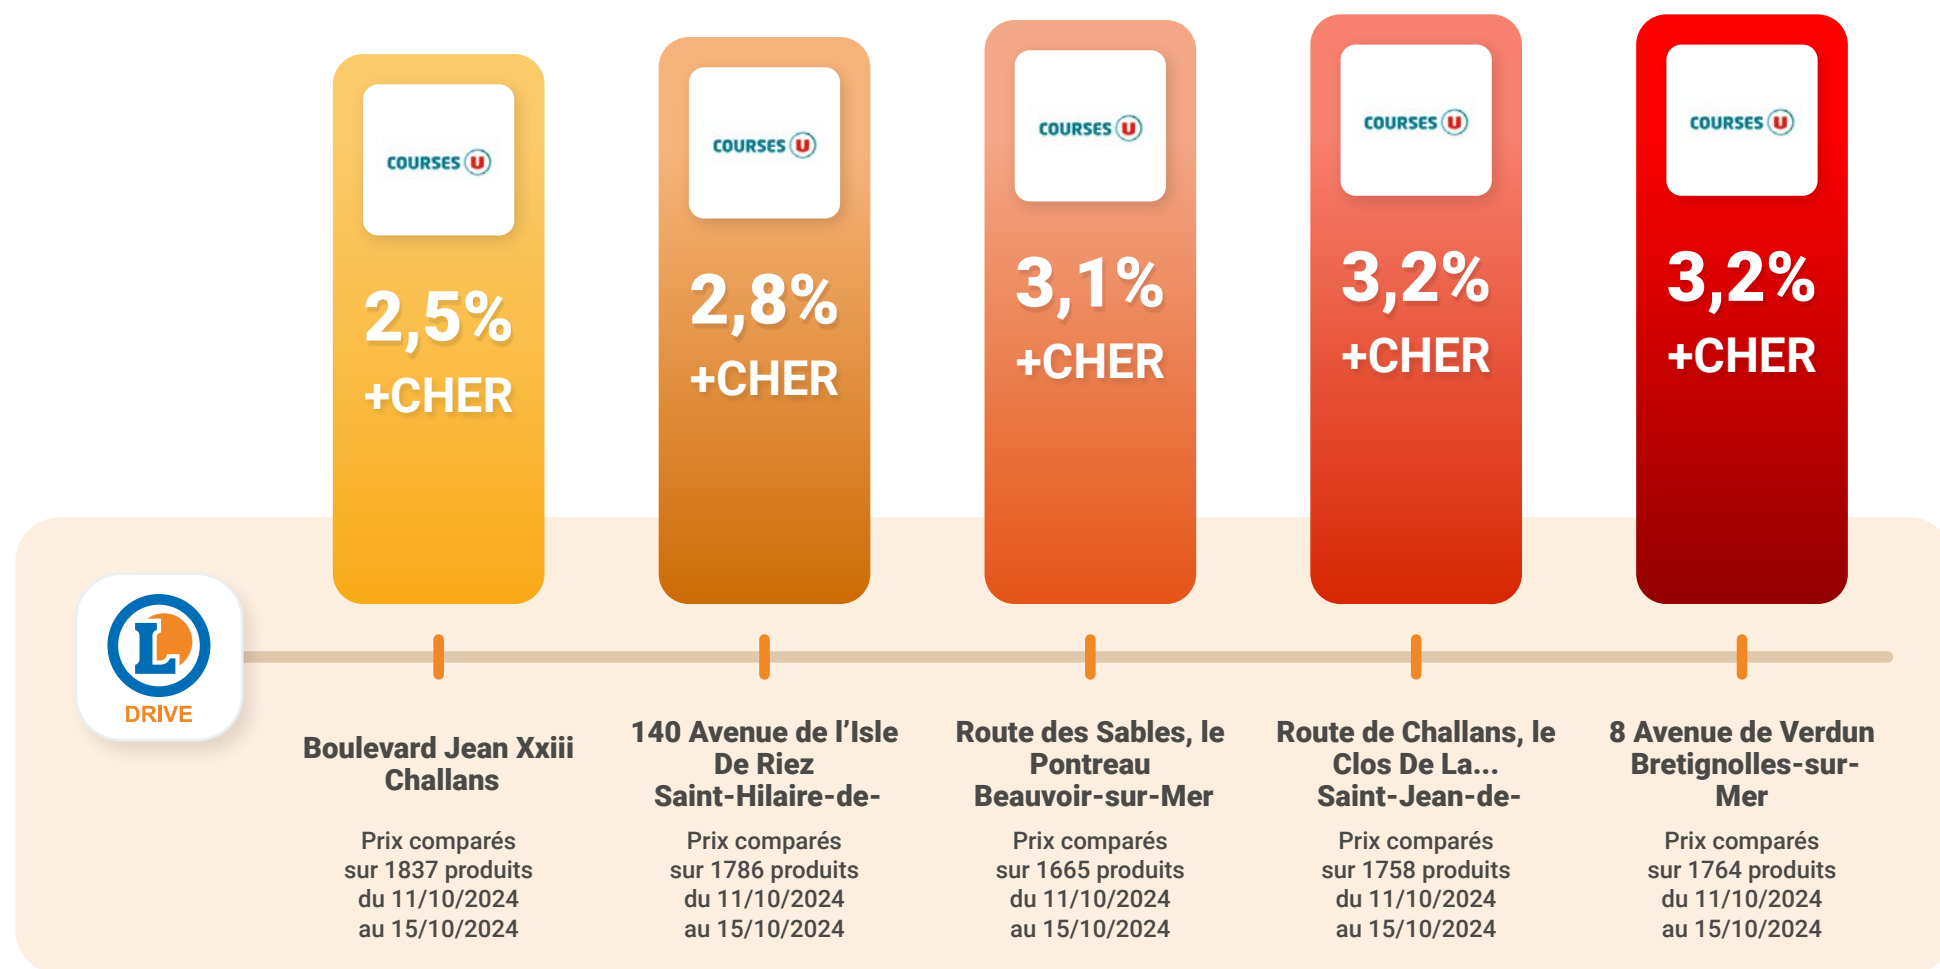 COURSES U
2,5%
+CHER
COURSES U
2,8%
+CHER
COURSES U
3,1%
+CHER
COURSES U
3,2%
+CHER
COURSES U
3,2%
+CHER
L
DRIVE
Boulevard Jean Xxiii
Challans
Prix comparés
sur 1837 produits
du 11/10/2024
au 15/10/2024
140 Avenue de l'Isle
De Riez
Saint-Hilaire-de-
Prix comparés
sur 1786 produits
du 11/10/2024
au 15/10/2024
Route des Sables, le
Pontreau
Beauvoir-sur-Mer
Prix comparés
sur 1665 produits
du 11/10/2024
au 15/10/2024
Route de Challans, le
Clos De La...
Saint-Jean-de-
Prix comparés
sur 1758 produits
du 11/10/2024
au 15/10/2024
8 Avenue de Verdun
Bretignolles-sur-
Mer
Prix comparés
sur 1764 produits
du 11/10/2024
au 15/10/2024